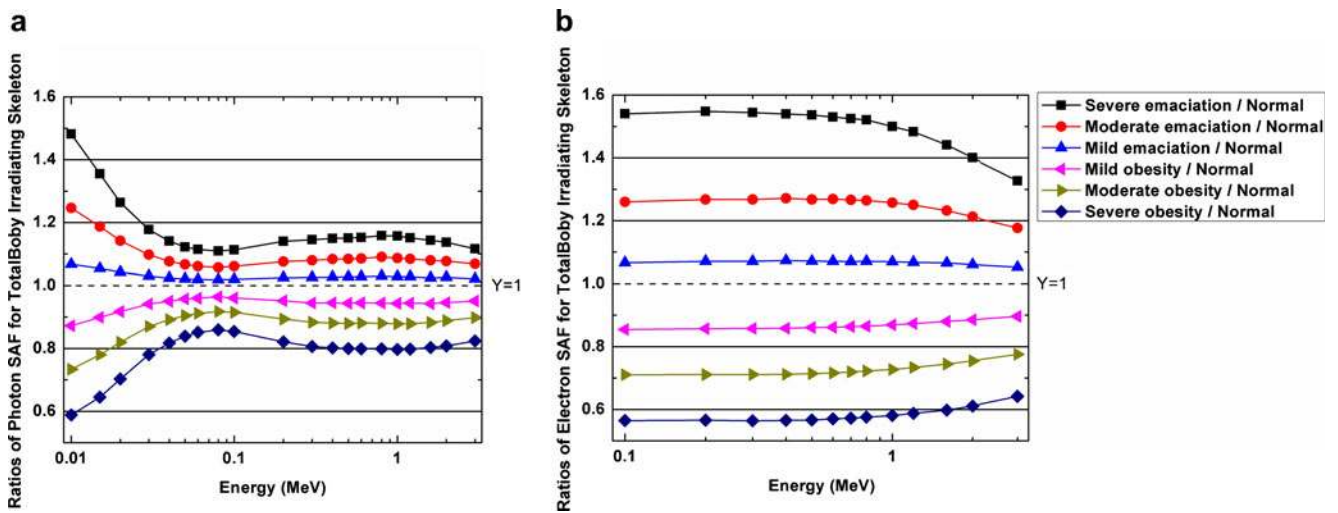 a
Ratios of Photon SAF for TotalBoby Irradiating Skeleton
1.6
1.4
1.2
1.0
0.8
0.6
Y=1
0.01
0.1
1
Energy (MeV)
b
Ratios of Electron SAF for TotalBoby Irradiating Skeleton
1.6
1.4
1.2
1.0
0.8
0.6
Y=1
0.1
1
Energy (MeV)
Severe emaciation / Normal
Moderate emaciation / Normal
Mild emaciation / Normal
Mild obesity / Normal
Moderate obesity / Normal
Severe obesity / Normal